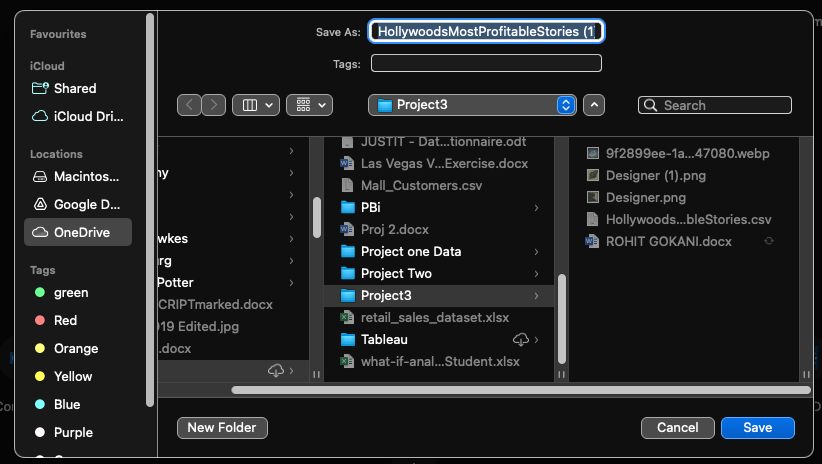 Favourites
iCloud
Shared
iCloud Dri...
Locations
Macintos...
Google D...
OneDrive
Tags
green
Red
Orange
Yellow
Blue
Purple
Save As: HollywoodsMostProfitableStories (1)
Tags:
Project3
Search
ny
wkes
urg
Potter
CRIPTmarked.docx
019 Edited.jpg
.docx
JUSTIT - Dat...tionnaire.odt
Las Vegas V...Exercise.docx
Mall_Customers.csv
PBi
Proj 2.docx
Project one Data
Project Two
Project3
retail_sales_dataset.xlsx
Tableau
what-if-anal...Student.xlsx
9f2899ee-1a...47080.webp
Designer (1).png
Designer.png
Hollywoods...bleStories.csv
ROHIT GOKANI.docx
New Folder
Cancel
Save